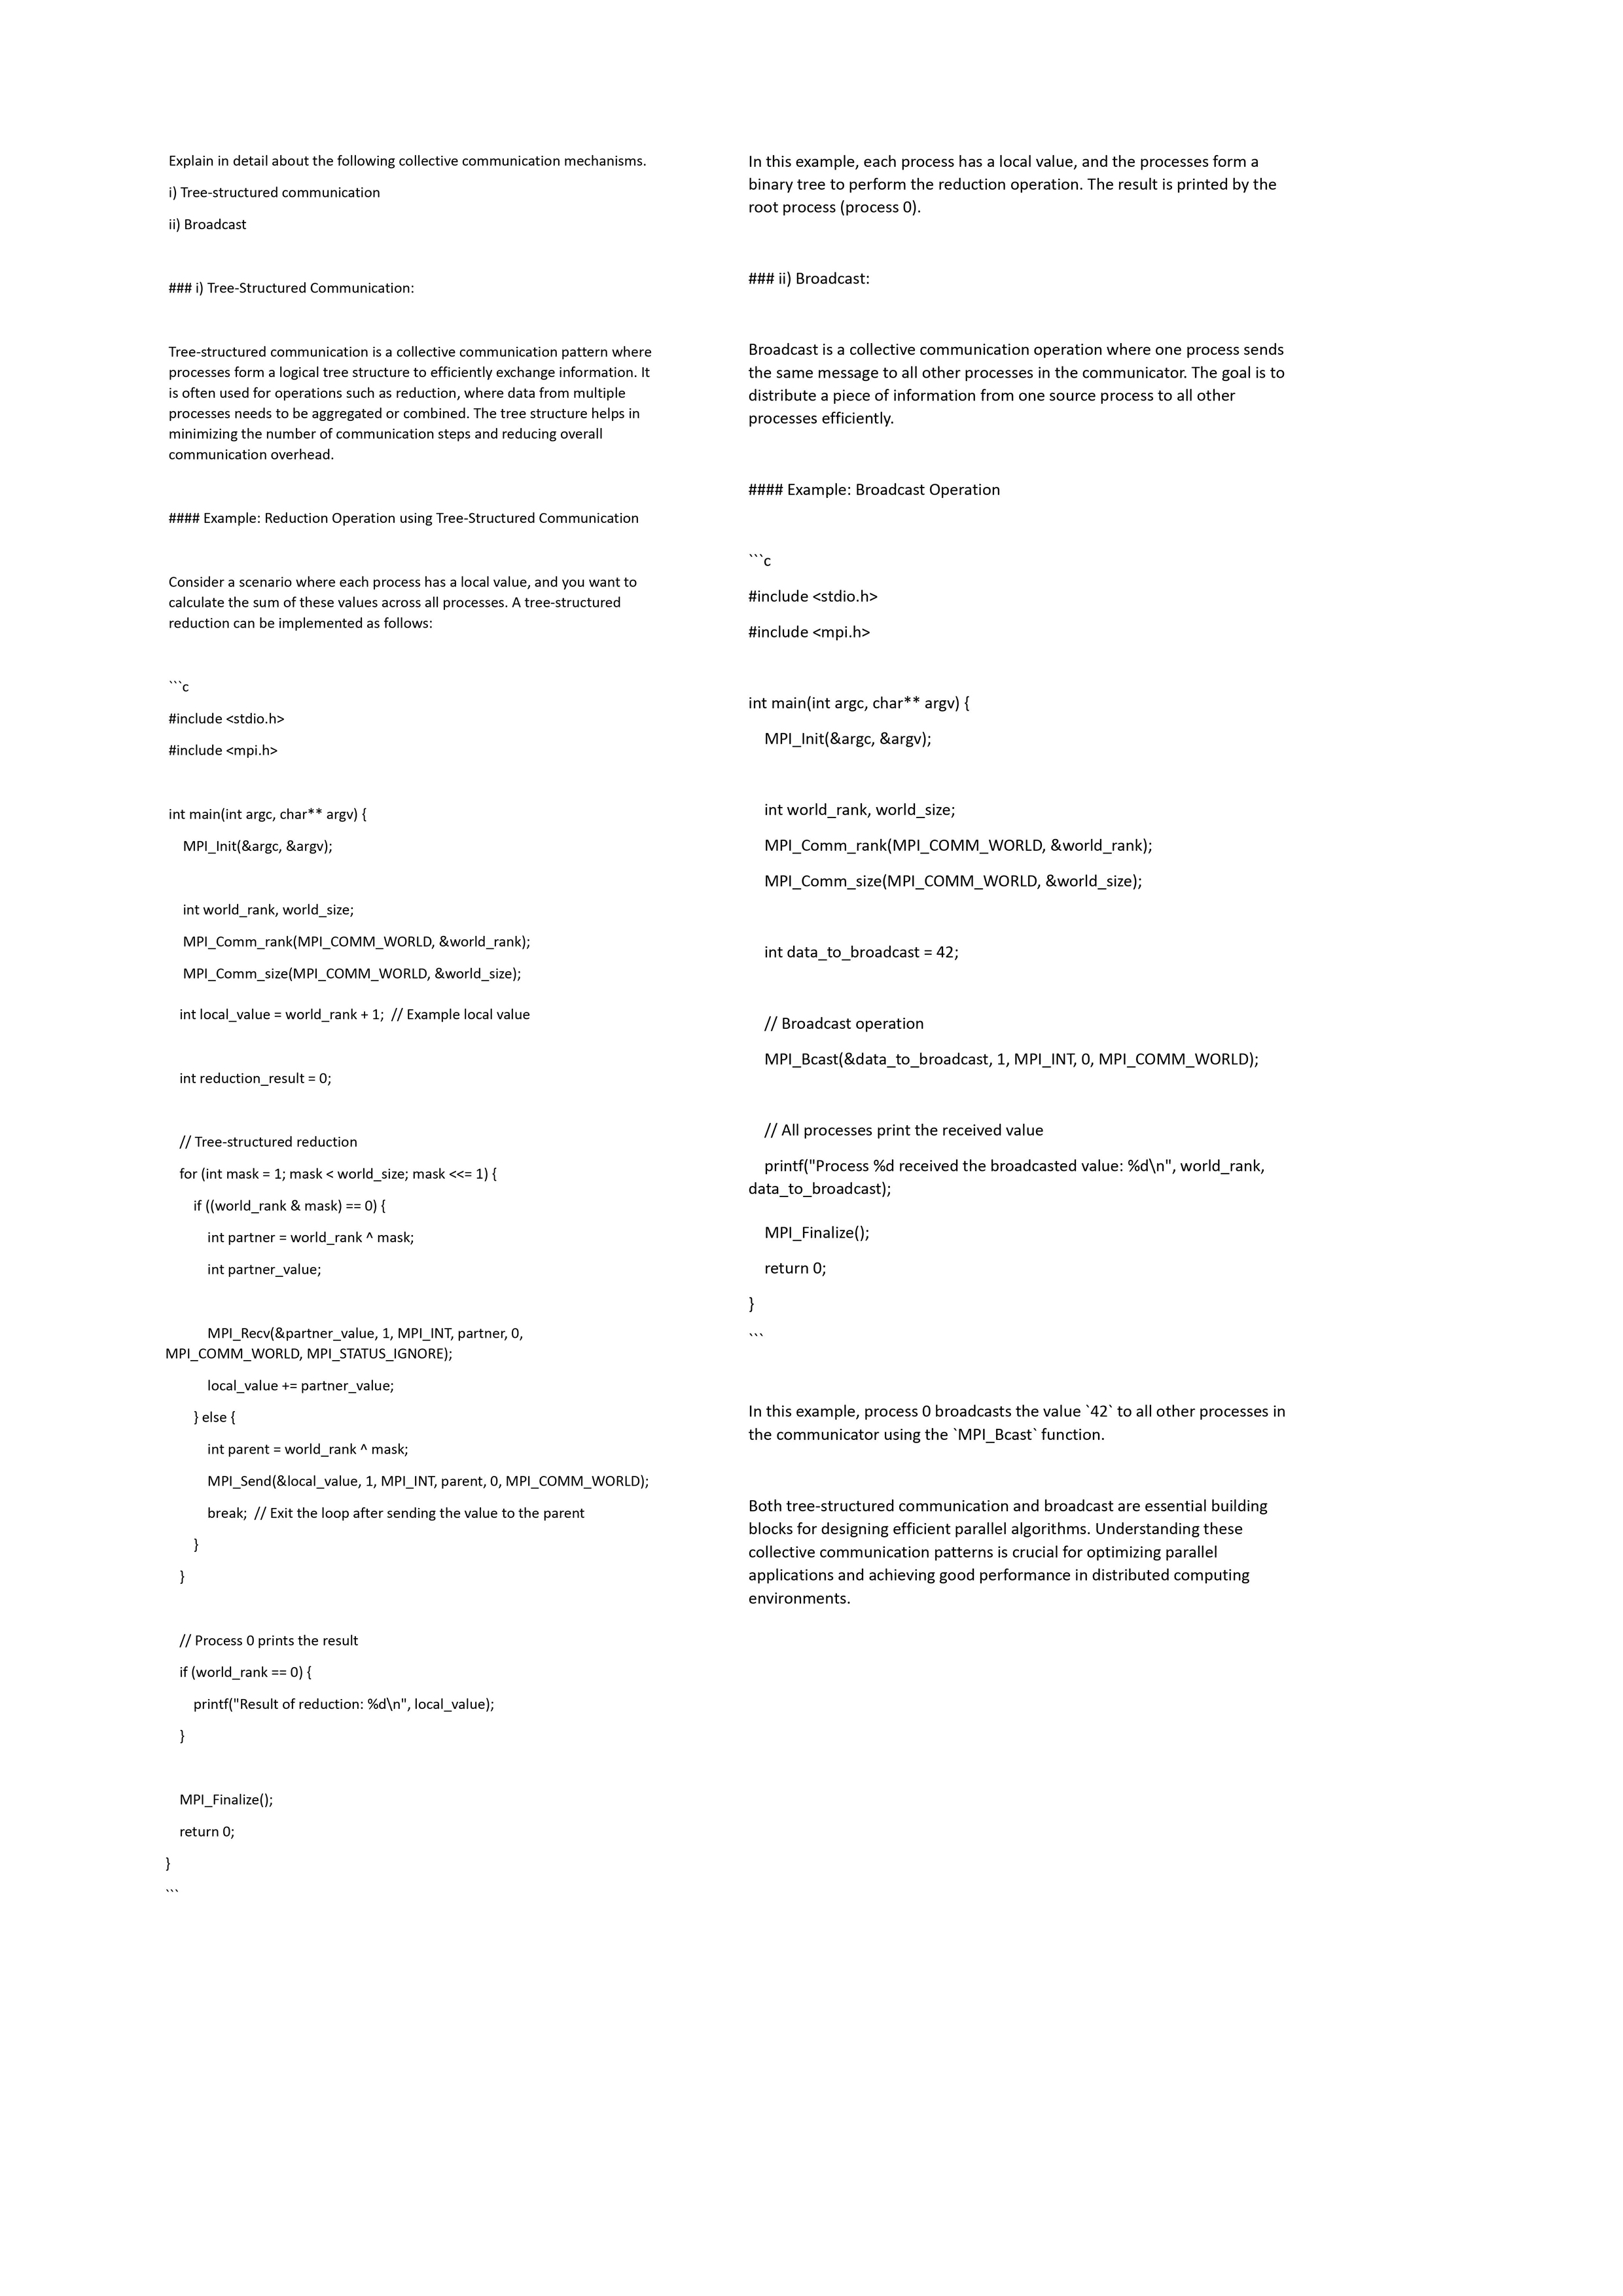 Explain in detail about the following collective communication mechanisms.
i) Tree-structured communication
ii) Broadcast
### i) Tree-Structured Communication:
Tree-structured communication is a collective communication pattern where
processes form a logical tree structure to efficiently exchange information. It
is often used for operations such as reduction, where data from multiple
processes needs to be aggregated or combined. The tree structure helps in
minimizing the number of communication steps and reducing overall
communication overhead.
#### Example: Reduction Operation using Tree-Structured Communication
Consider a scenario where each process has a local value, and you want to
calculate the sum of these values across all processes. A tree-structured
reduction can be implemented as follows:
```c
#include <stdio.h>
#include <mpi.h>
int main(int argc, char** argv) {
MPI_Init(&argc, &argv);
int world_rank, world_size;
MPI_Comm_rank(MPI_COMM_WORLD, &world_rank);
MPI_Comm_size(MPI_COMM_WORLD, &world_size);
int local_value = world_rank + 1;  // Example local value
int reduction_result = 0;
// Tree-structured reduction
for (int mask = 1; mask < world_size; mask <<= 1) {
if ((world_rank & mask) == 0) {
int partner = world_rank ^ mask;
int partner_value;
MPI_Recv(&partner_value, 1, MPI_INT, partner, 0,
MPI_COMM_WORLD, MPI_STATUS_IGNORE);
local_value += partner_value;
} else {
int parent = world_rank ^ mask;
MPI_Send(&local_value, 1, MPI_INT, parent, 0, MPI_COMM_WORLD);
break;  // Exit the loop after sending the value to the parent
}
}
// Process 0 prints the result
if (world_rank == 0) {
printf("Result of reduction: %d\n", local_value);
}
MPI_Finalize();
return 0;
}
```
In this example, each process has a local value, and the processes form a
binary tree to perform the reduction operation. The result is printed by the
root process (process 0).
### ii) Broadcast:
Broadcast is a collective communication operation where one process sends
the same message to all other processes in the communicator. The goal is to
distribute a piece of information from one source process to all other
processes efficiently.
#### Example: Broadcast Operation
```c
#include <stdio.h>
#include <mpi.h>
int main(int argc, char** argv) {
MPI_Init(&argc, &argv);
int world_rank, world_size;
MPI_Comm_rank(MPI_COMM_WORLD, &world_rank);
MPI_Comm_size(MPI_COMM_WORLD, &world_size);
int data_to_broadcast = 42;
// Broadcast operation
MPI_Bcast(&data_to_broadcast, 1, MPI_INT, 0, MPI_COMM_WORLD);
// All processes print the received value
printf("Process %d received the broadcasted value: %d\n", world_rank,
data_to_broadcast);
MPI_Finalize();
return 0;
}
```
In this example, process 0 broadcasts the value `42` to all other processes in
the communicator using the `MPI_Bcast` function.
Both tree-structured communication and broadcast are essential building
blocks for designing efficient parallel algorithms. Understanding these
collective communication patterns is crucial for optimizing parallel
applications and achieving good performance in distributed computing
environments.